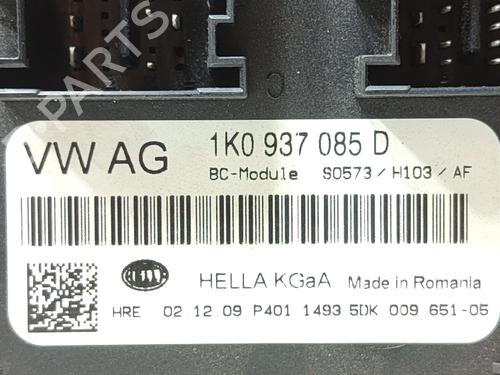 PARTS
C
VW AG
1K0 937 085 D
BC-Module S0573 / H103 / AF
HELLA KGaA Made in Romania
HRE 02.12.09 P401 1493 5DK 009 651-05